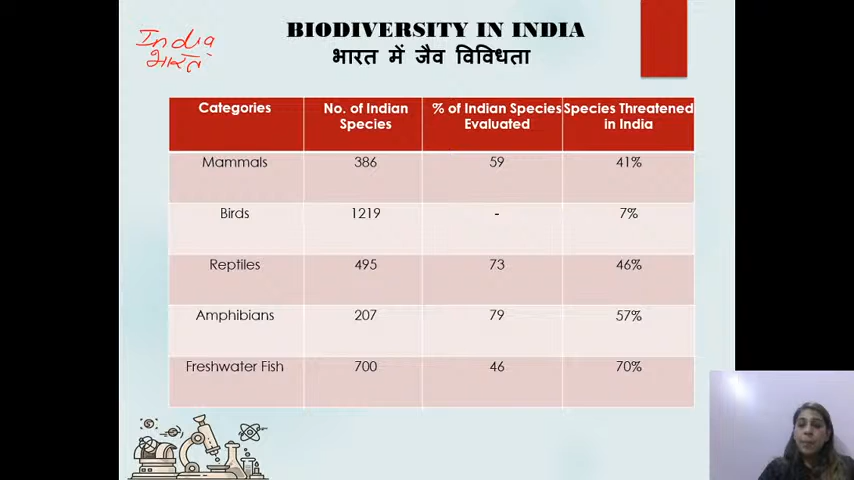 BIODIVERSITY IN INDIA
भारत में जैव विविधता
India
भारत
Categories No. of Indian Species % of Indian Species Evaluated Species Threatened in India
Mammals 386 59 41%
Birds 1219 - 7%
Reptiles 495 73 46%
Amphibians 207 79 57%
Freshwater Fish 700 46 70%